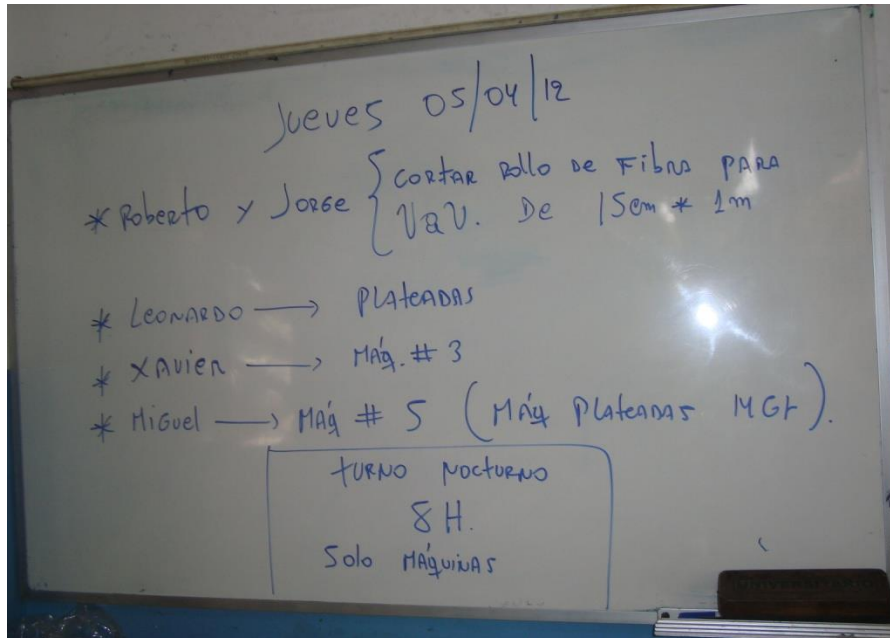 Jueves 05/04/12
* Roberto y Jorge { Cortar rollo de Fibra para
V&V. De 15cm * 1m
* Leonardo → Plateadas
* Xavier → Máq. # 3
* Miguel → Máq # 5 (Máq Plateadas MGr).
Turno Nocturno
8 H.
Solo Máquinas